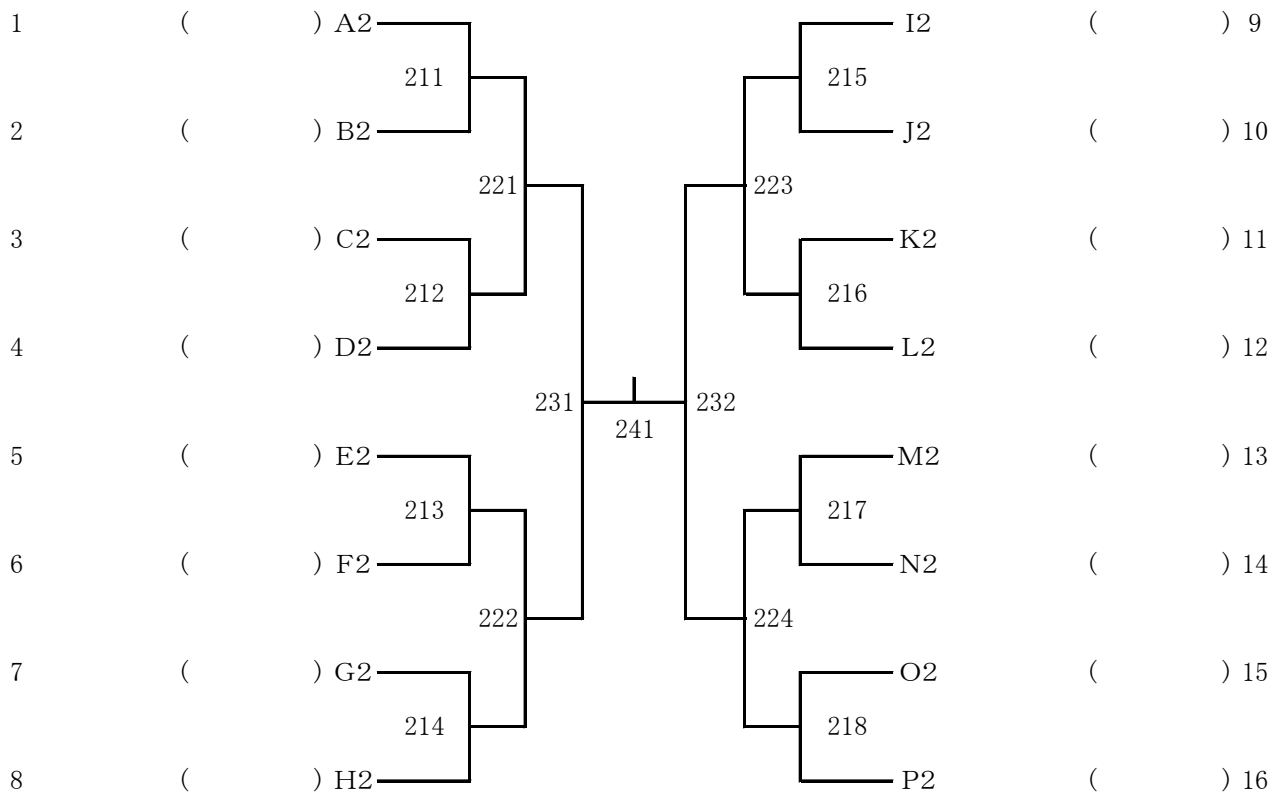 1 ( ) A2 I2 ( ) 9
211 215
2 ( ) B2 J2 ( ) 10
221 223
3 ( ) C2 K2 ( ) 11
212 216
4 ( ) D2 L2 ( ) 12
231 232
241
5 ( ) E2 M2 ( ) 13
213 217
6 ( ) F2 N2 ( ) 14
222 224
7 ( ) G2 O2 ( ) 15
214 218
8 ( ) H2 P2 ( ) 16